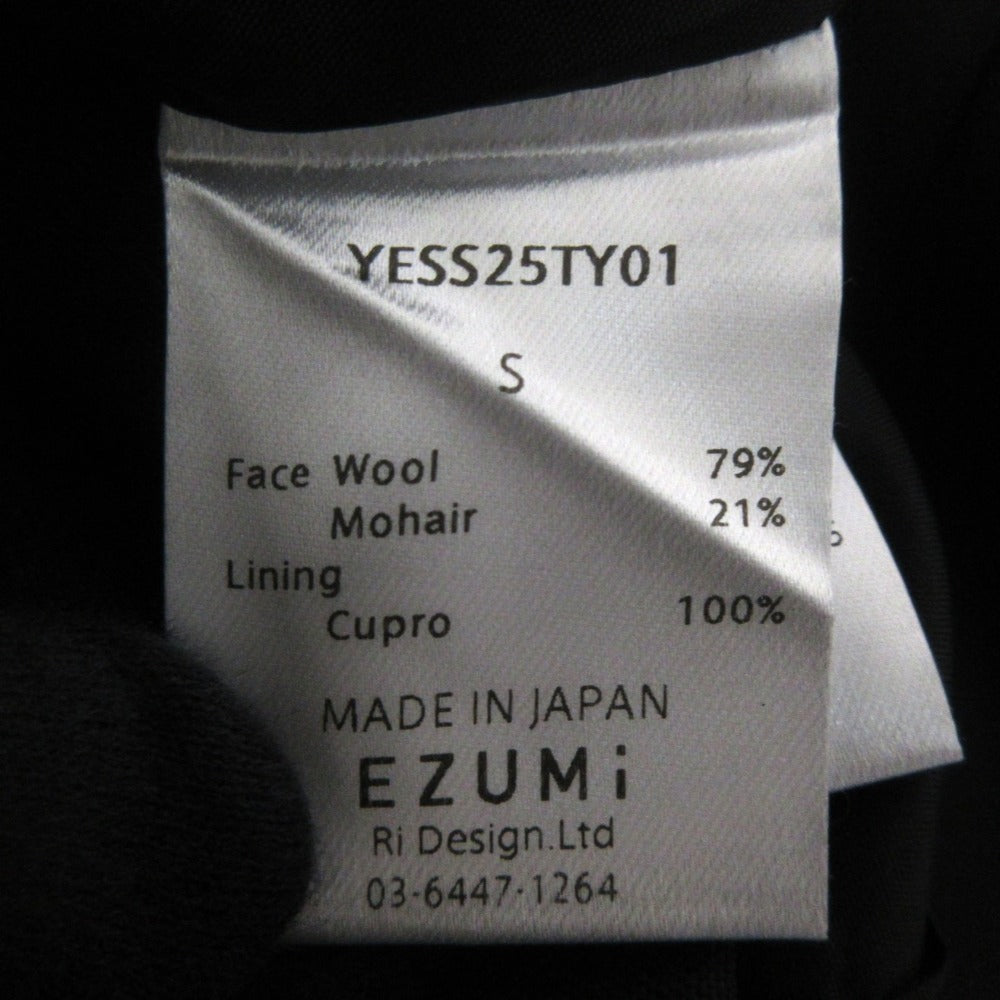 YESS25TY01
S
Face Wool 79%
Mohair 21%
Lining
Cupro 100%
MADE IN JAPAN
EZUMi
Ri Design.Ltd
03-6447-1264